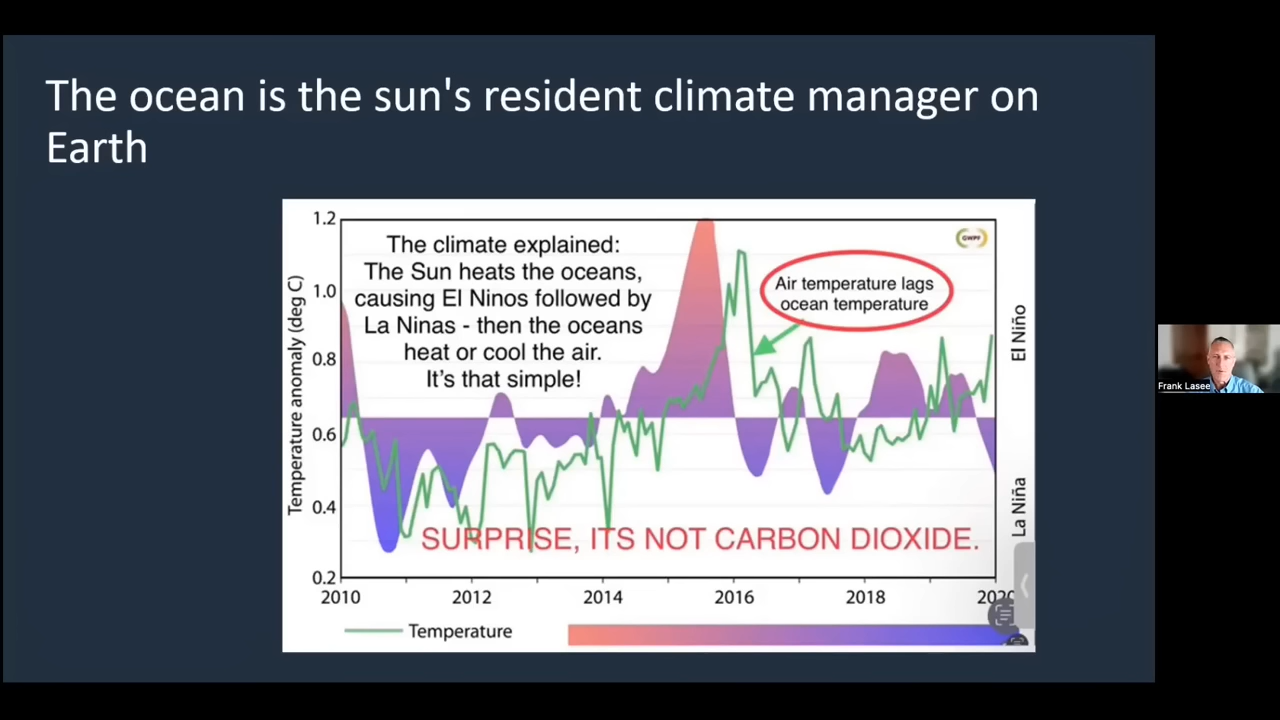 The ocean is the sun's resident climate manager on
Earth
1.2
1.0
0.8
0.6
0.4
0.2
Temperature anomaly (deg C)
The climate explained:
The Sun heats the oceans,
causing El Ninos followed by
La Ninas - then the oceans
heat or cool the air.
It's that simple!
GWPF
Air temperature lags
ocean temperature
El Niño
La Niña
SURPRISE, ITS NOT CARBON DIOXIDE.
2010
2012
2014
2016
2018
2020
Temperature
Frank Lasee